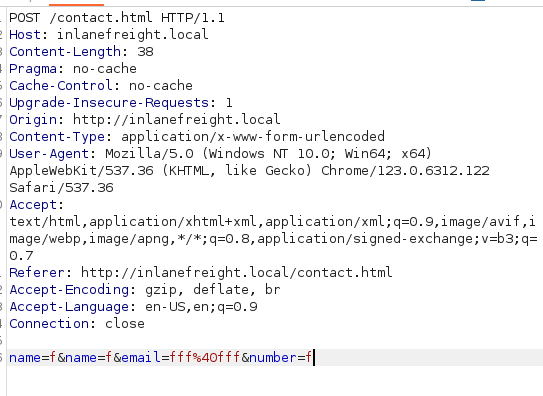 POST /contact.html HTTP/1.1
Host: inlanefreight.local
Content-Length: 38
Pragma: no-cache
Cache-Control: no-cache
Upgrade-Insecure-Requests: 1
Origin: http://inlanefreight.local
Content-Type: application/x-www-form-urlencoded
User-Agent: Mozilla/5.0 (Windows NT 10.0; Win64; x64)
AppleWebKit/537.36 (KHTML, like Gecko) Chrome/123.0.6312.122
Safari/537.36
Accept:
text/html,application/xhtml+xml,application/xml;q=0.9,image/avif,i
mage/webp,image/apng,*/*;q=0.8,application/signed-exchange;v=b3;q=
0.7
Referer: http://inlanefreight.local/contact.html
Accept-Encoding: gzip, deflate, br
Accept-Language: en-US,en;q=0.9
Connection: close
name=f&name=f&email=fff%40fff&number=f